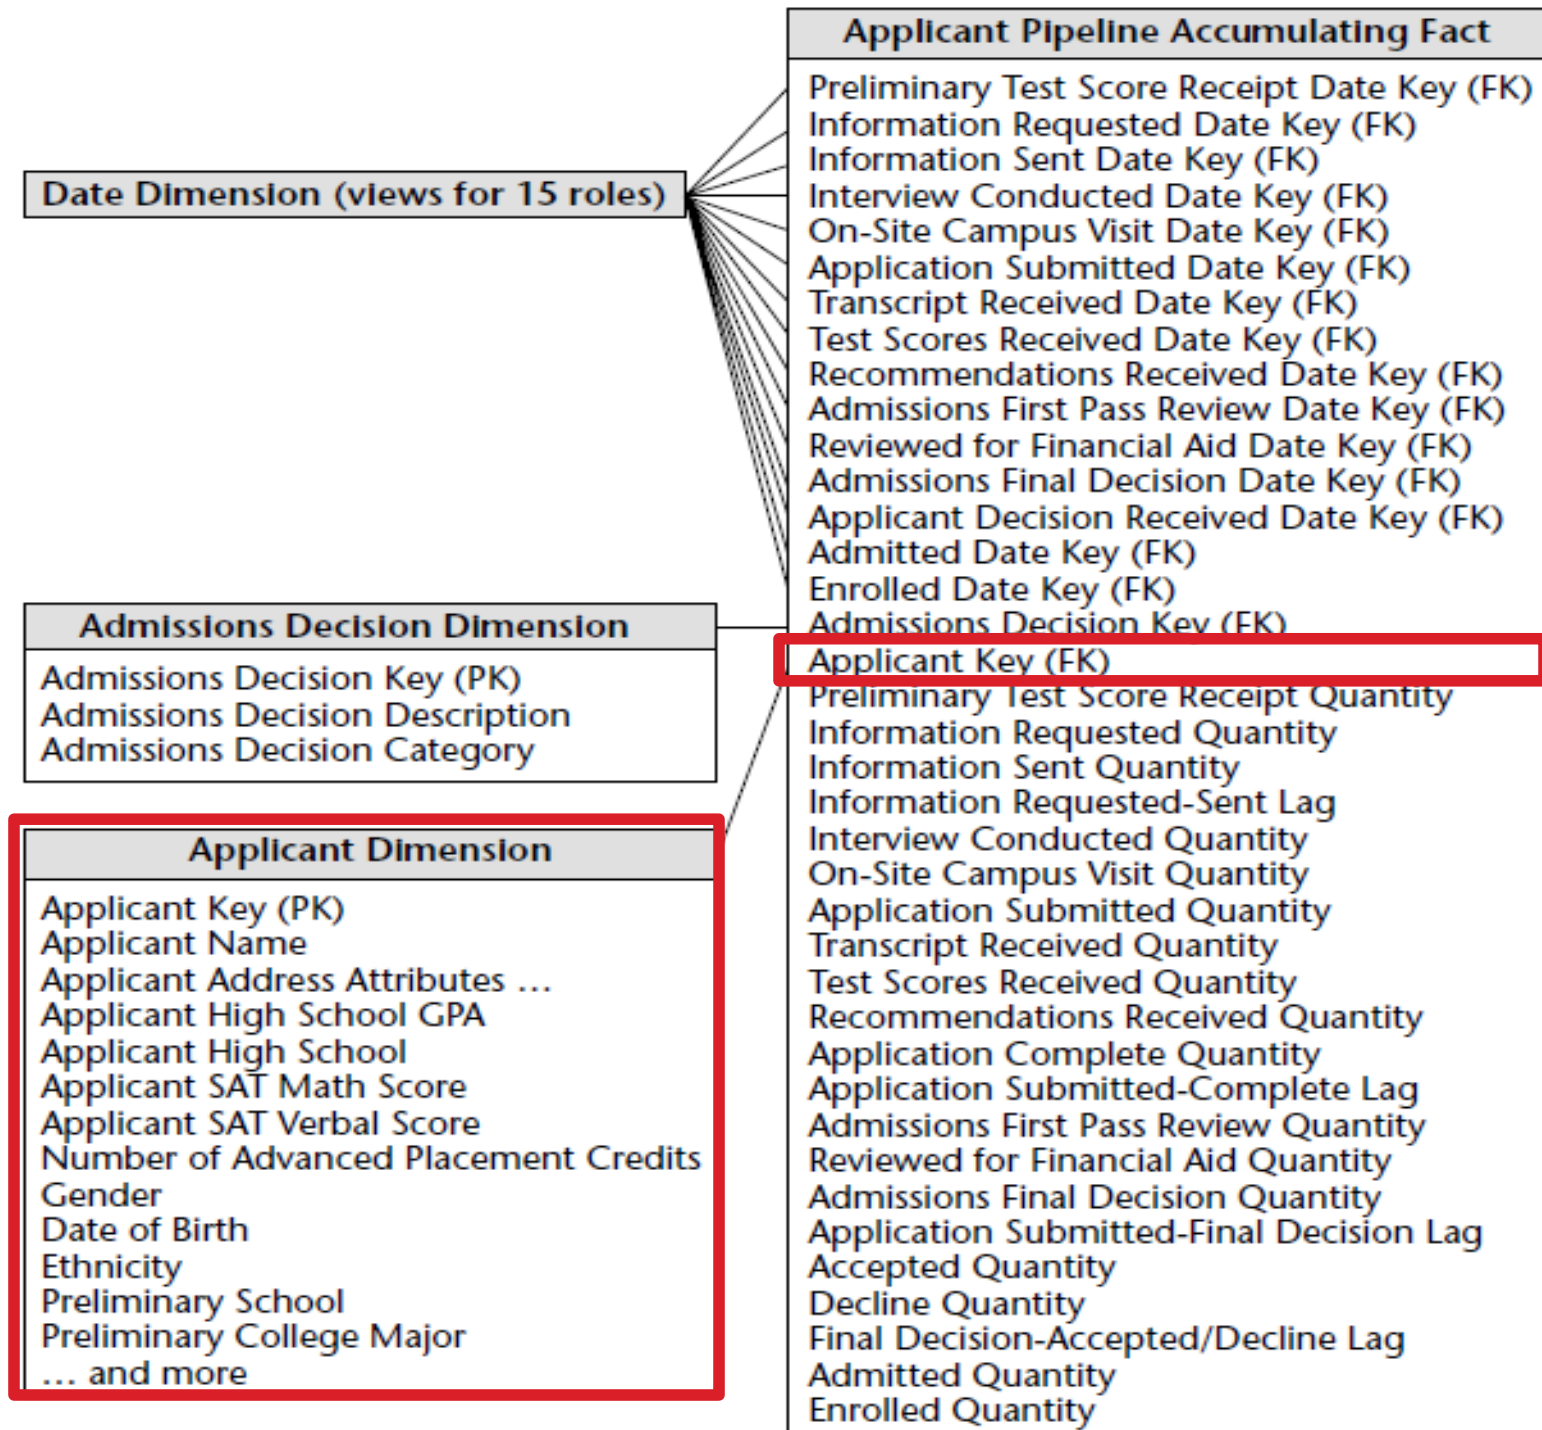 Applicant Pipeline Accumulating Fact
Preliminary Test Score Receipt Date Key (FK)
Information Requested Date Key (FK)
Information Sent Date Key (FK)
Interview Conducted Date Key (FK)
On-Site Campus Visit Date Key (FK)
Application Submitted Date Key (FK)
Transcript Received Date Key (FK)
Test Scores Received Date Key (FK)
Recommendations Received Date Key (FK)
Admissions First Pass Review Date Key (FK)
Reviewed for Financial Aid Date Key (FK)
Admissions Final Decision Date Key (FK)
Applicant Decision Received Date Key (FK)
Admitted Date Key (FK)
Enrolled Date Key (FK)
Admissions Decision Key (FK)
Applicant Key (FK)
Preliminary Test Score Receipt Quantity
Information Requested Quantity
Information Sent Quantity
Information Requested-Sent Lag
Interview Conducted Quantity
On-Site Campus Visit Quantity
Application Submitted Quantity
Transcript Received Quantity
Test Scores Received Quantity
Recommendations Received Quantity
Application Complete Quantity
Application Submitted-Complete Lag
Admissions First Pass Review Quantity
Reviewed for Financial Aid Quantity
Admissions Final Decision Quantity
Application Submitted-Final Decision Lag
Accepted Quantity
Decline Quantity
Final Decision-Accepted/Decline Lag
Admitted Quantity
Enrolled Quantity
Date Dimension (views for 15 roles)
Admissions Decision Dimension
Admissions Decision Key (PK)
Admissions Decision Description
Admissions Decision Category
Applicant Dimension
Applicant Key (PK)
Applicant Name
Applicant Address Attributes ...
Applicant High School GPA
Applicant High School
Applicant SAT Math Score
Applicant SAT Verbal Score
Number of Advanced Placement Credits
Gender
Date of Birth
Ethnicity
Preliminary School
Preliminary College Major
... and more